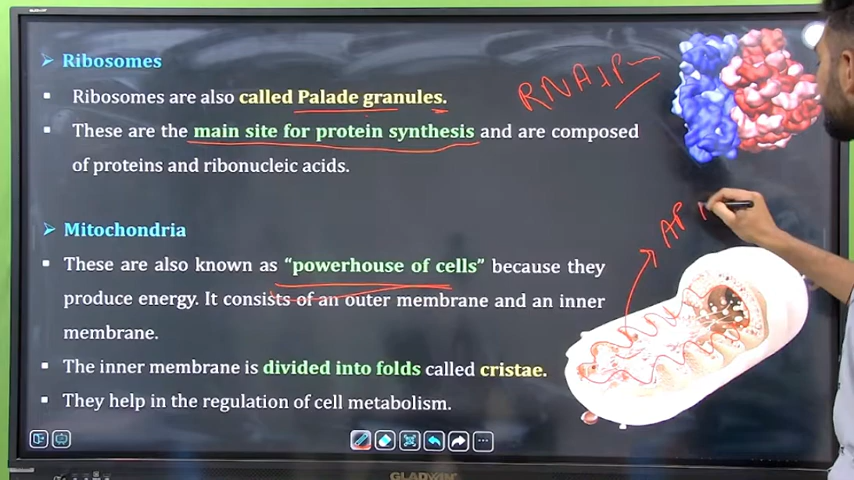 ➤ Ribosomes
▪ Ribosomes are also called Palade granules.
▪ These are the main site for protein synthesis and are composed
of proteins and ribonucleic acids.
RNA+P
➤ Mitochondria
▪ These are also known as “powerhouse of cells” because they
produce energy. It consists of an outer membrane and an inner
membrane.
▪ The inner membrane is divided into folds called cristae.
▪ They help in the regulation of cell metabolism.
AP
GLADWIN